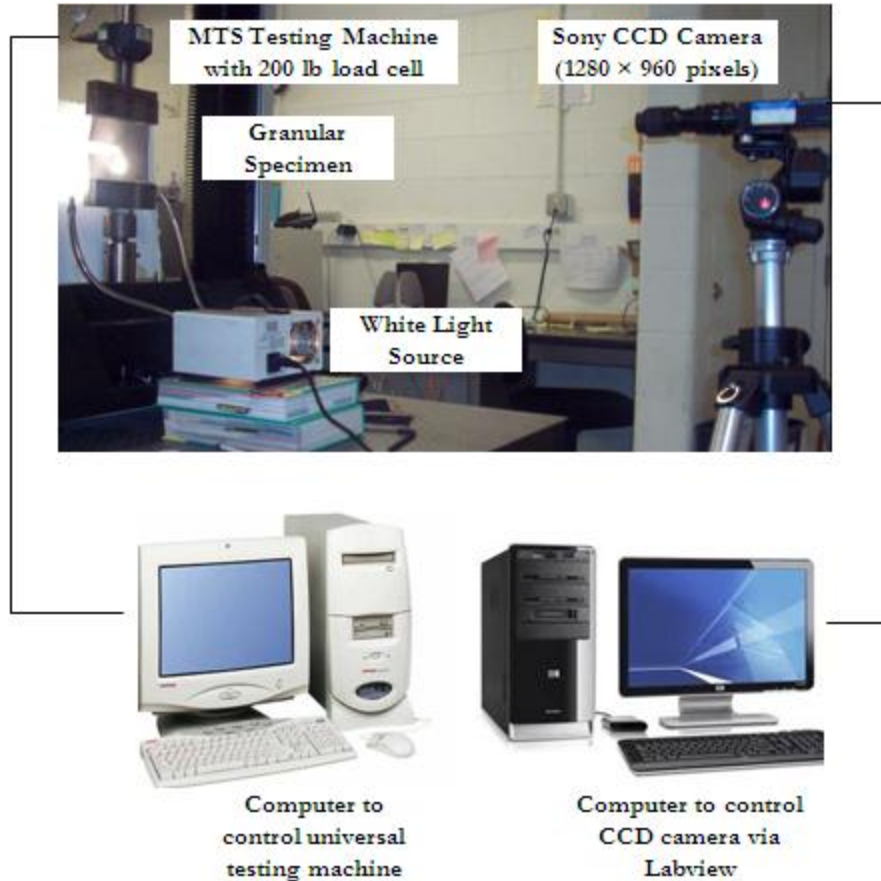 MTS Testing Machine
with 200 lb load cell
Sony CCD Camera
(1280 × 960 pixels)
Granular
Specimen
White Light
Source
Computer to
control universal
testing machine
Computer to control
CCD camera via
Labview